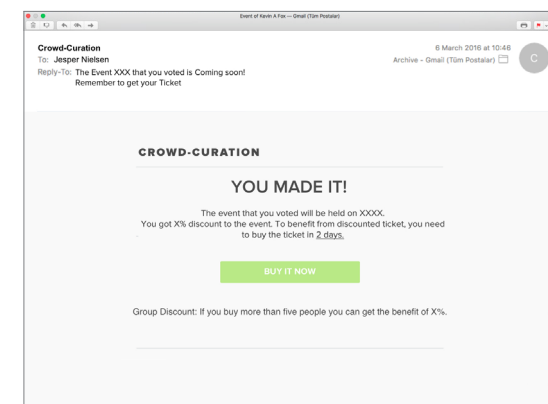 Event of Kevin A Fox — Gmail (Tüm Postalar)
Crowd-Curation
6 March 2016 at 10:46
To: Jesper Nielsen
Archive - Gmail (Tüm Postalar)
C
Reply-To: The Event XXX that you voted is Coming soon!
Remember to get your Ticket
CROWD-CURATION
YOU MADE IT!
The event that you voted will be held on XXXX.
You got X% discount to the event. To benefit from discounted ticket, you need
to buy the ticket in 2 days.
BUY IT NOW
Group Discount: If you buy more than five people you can get the benefit of X%.